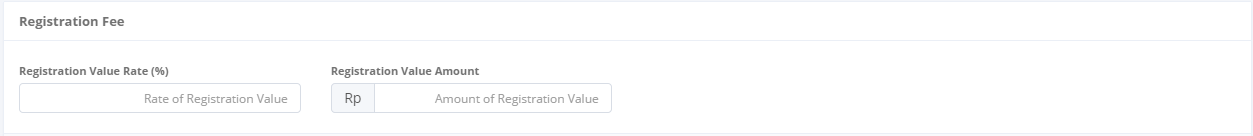 Registration Fee
Registration Value Rate (%)
Registration Value Amount
Rate of Registration Value
Rp
Amount of Registration Value